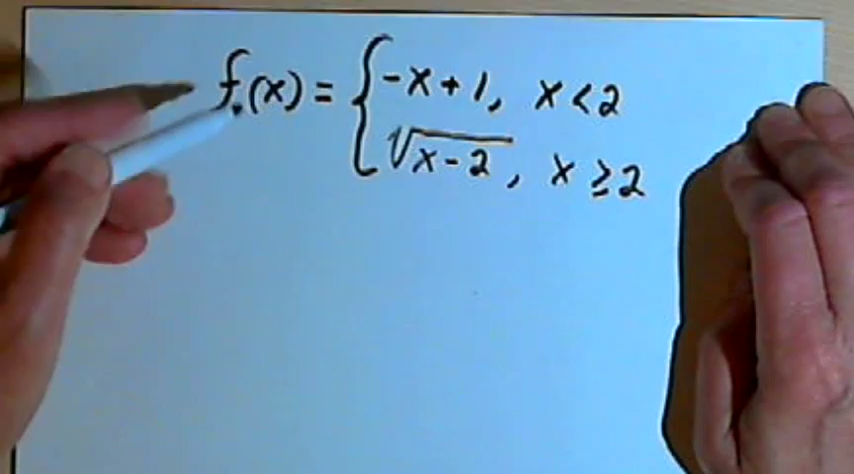 f(x) = { -x + 1, x < 2
√(x - 2), x ≥ 2